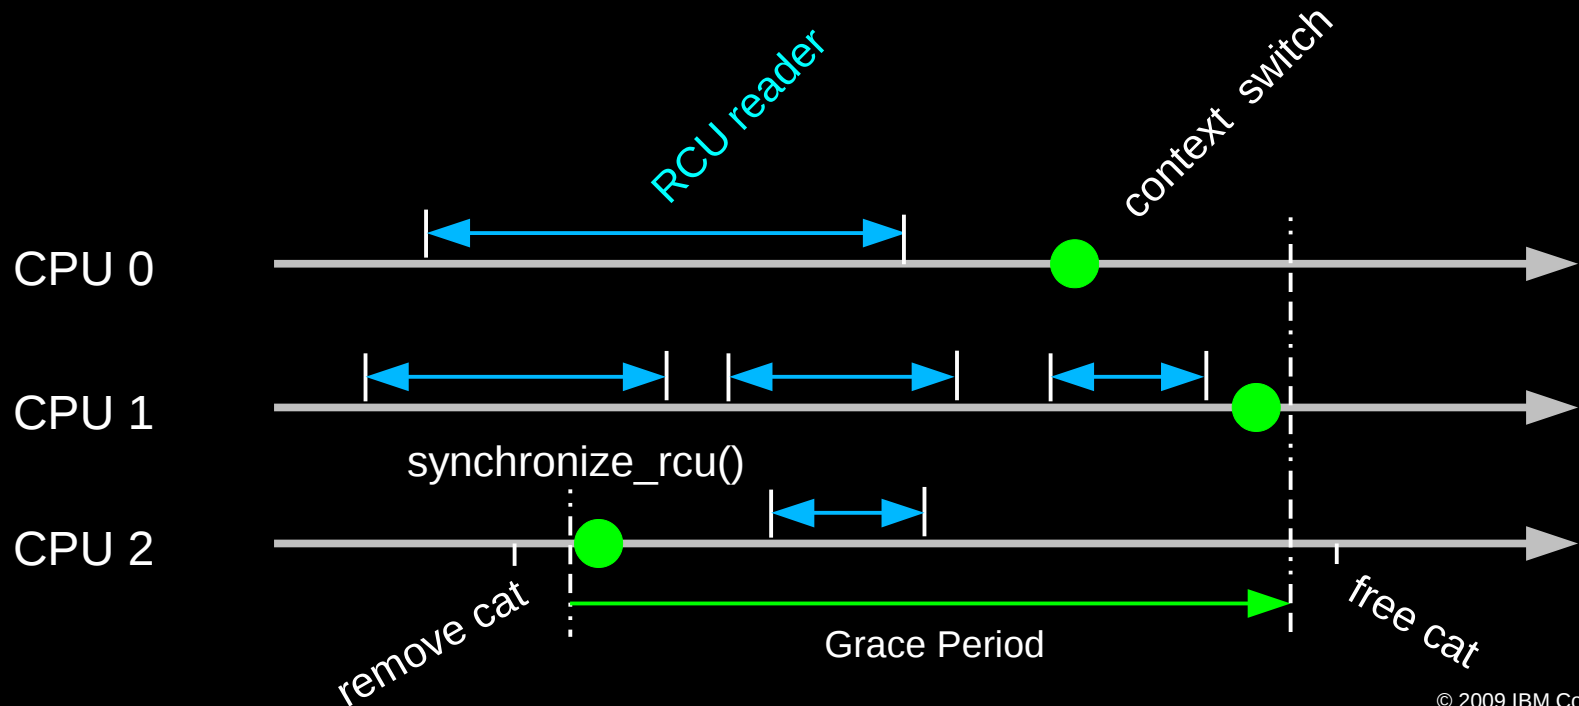 RCU reader
context switch
CPU 0
CPU 1
synchronize_rcu()
CPU 2
remove cat
free cat
Grace Period
© 2009 IBM